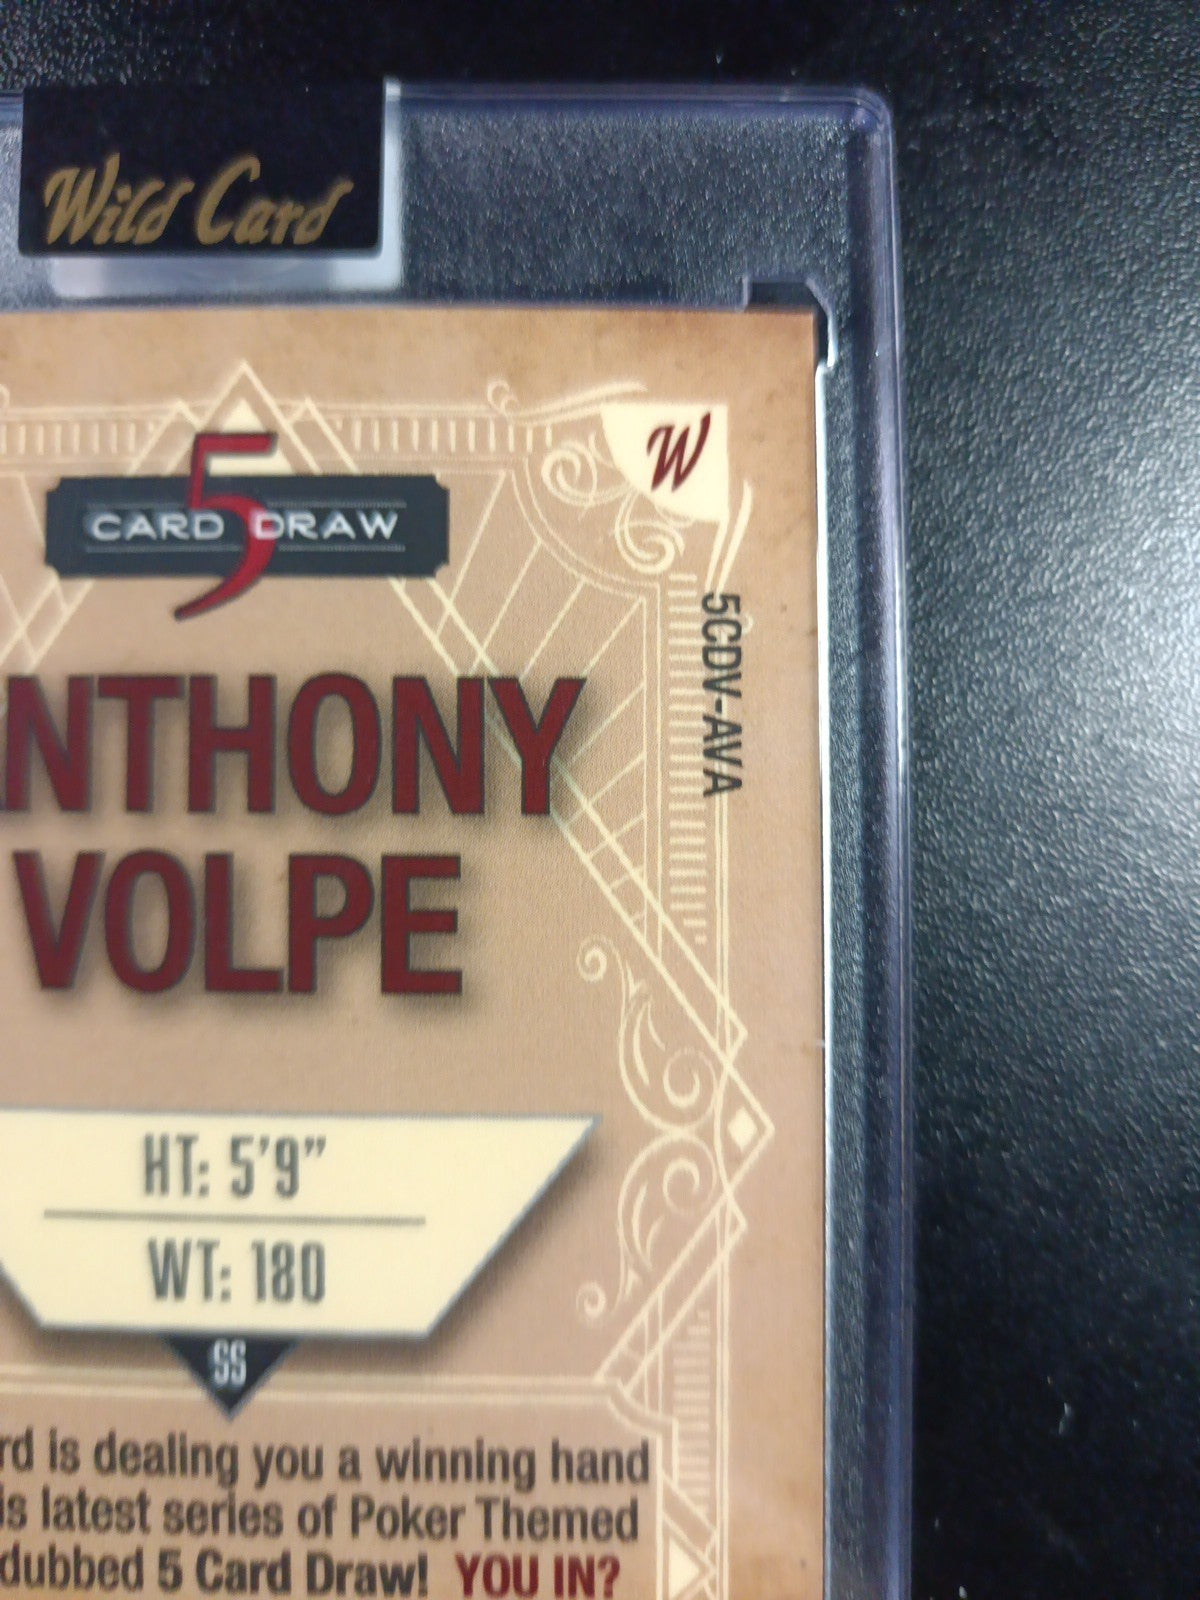 Wild Card
W
5
CARD DRAW
5CDV-AVA
ANTHONY
VOLPE
HT: 5'9"
WT: 180
SS
rd is dealing you a winning hand
is latest series of Poker Themed
dubbed 5 Card Draw! YOU IN?